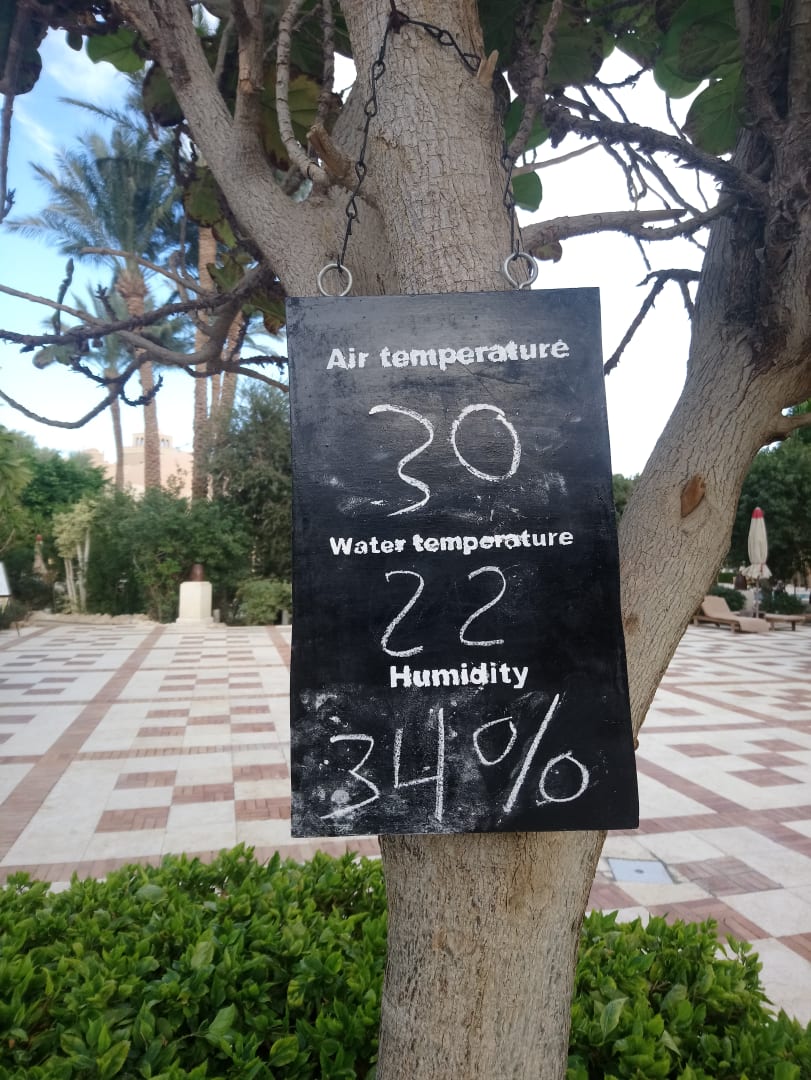 Air temperature
30
Water temperature
22
Humidity
34%